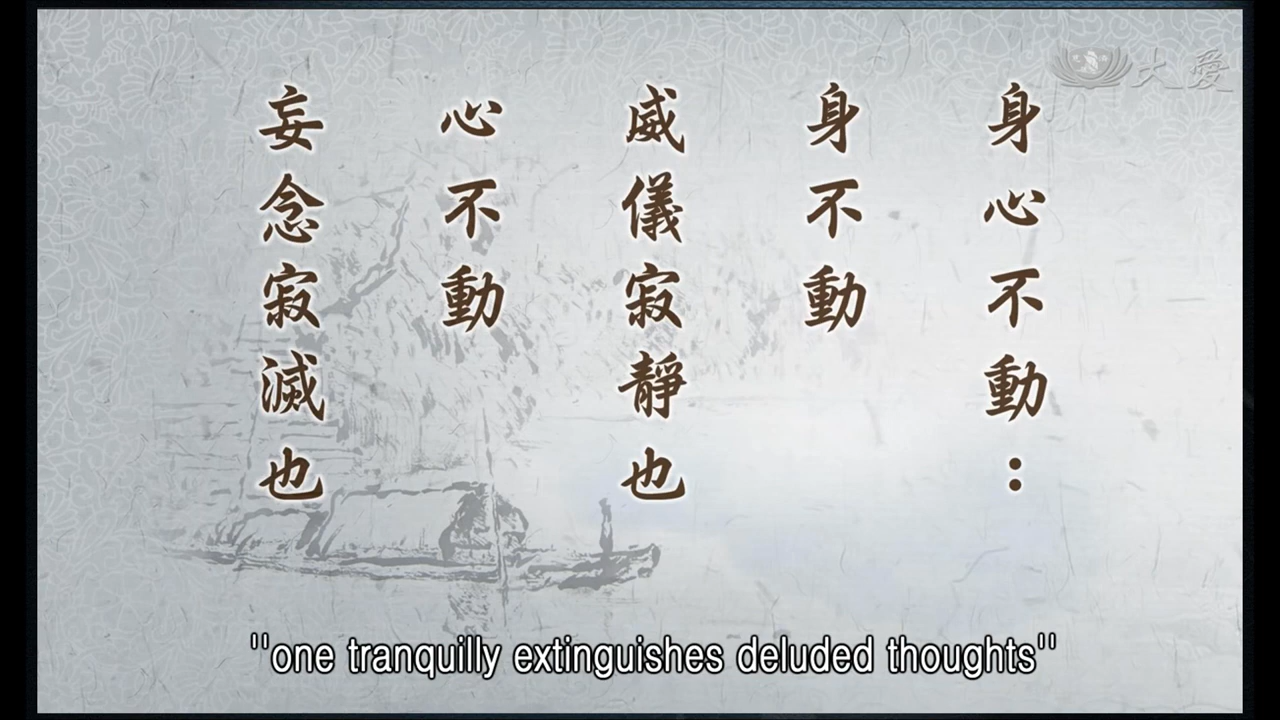 身心不動：
身不動
威儀寂靜也
心不動
妄念寂滅也
大愛
"one tranquilly extinguishes deluded thoughts"